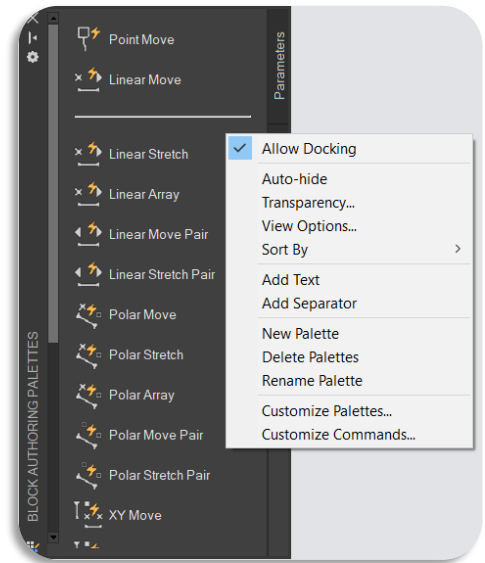 Point Move
Linear Move
Linear Stretch
Linear Array
Linear Move Pair
Linear Stretch Pair
Polar Move
Polar Stretch
Polar Array
Polar Move Pair
Polar Stretch Pair
XY Move
BLOCK AUTHORING PALETTES
Parameters
Allow Docking
Auto-hide
Transparency...
View Options...
Sort By
Add Text
Add Separator
New Palette
Delete Palettes
Rename Palette
Customize Palettes...
Customize Commands...